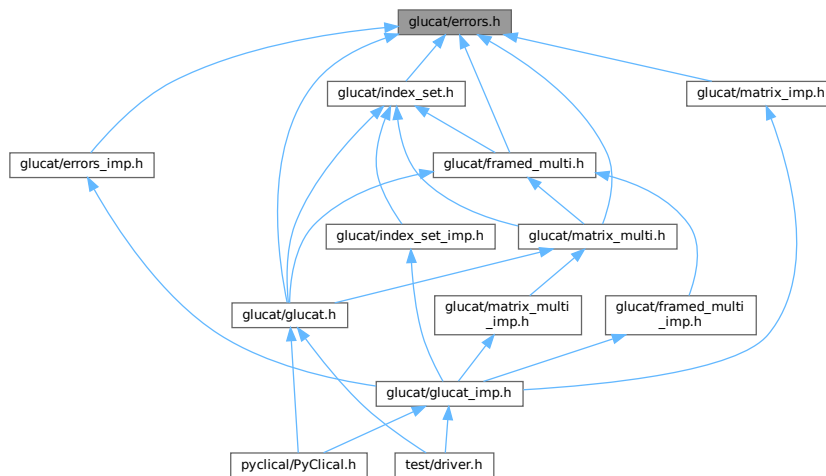 glucat/errors.h
glucat/index_set.h
glucat/matrix_imp.h
glucat/errors_imp.h
glucat/framed_multi.h
glucat/index_set_imp.h
glucat/matrix_multi.h
glucat/glucat.h
glucat/matrix_multi
_imp.h
glucat/framed_multi
_imp.h
glucat/glucat_imp.h
pyclical/PyClical.h
test/driver.h